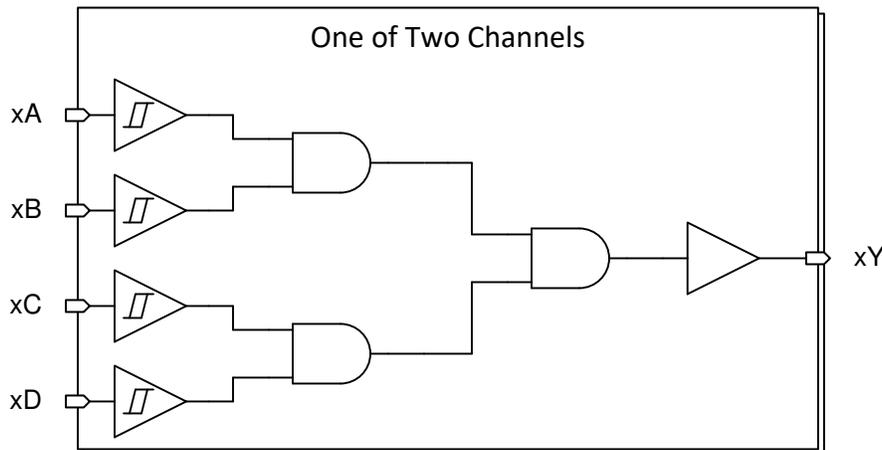 One of Two Channels
xA
xB
xC
xD
xY